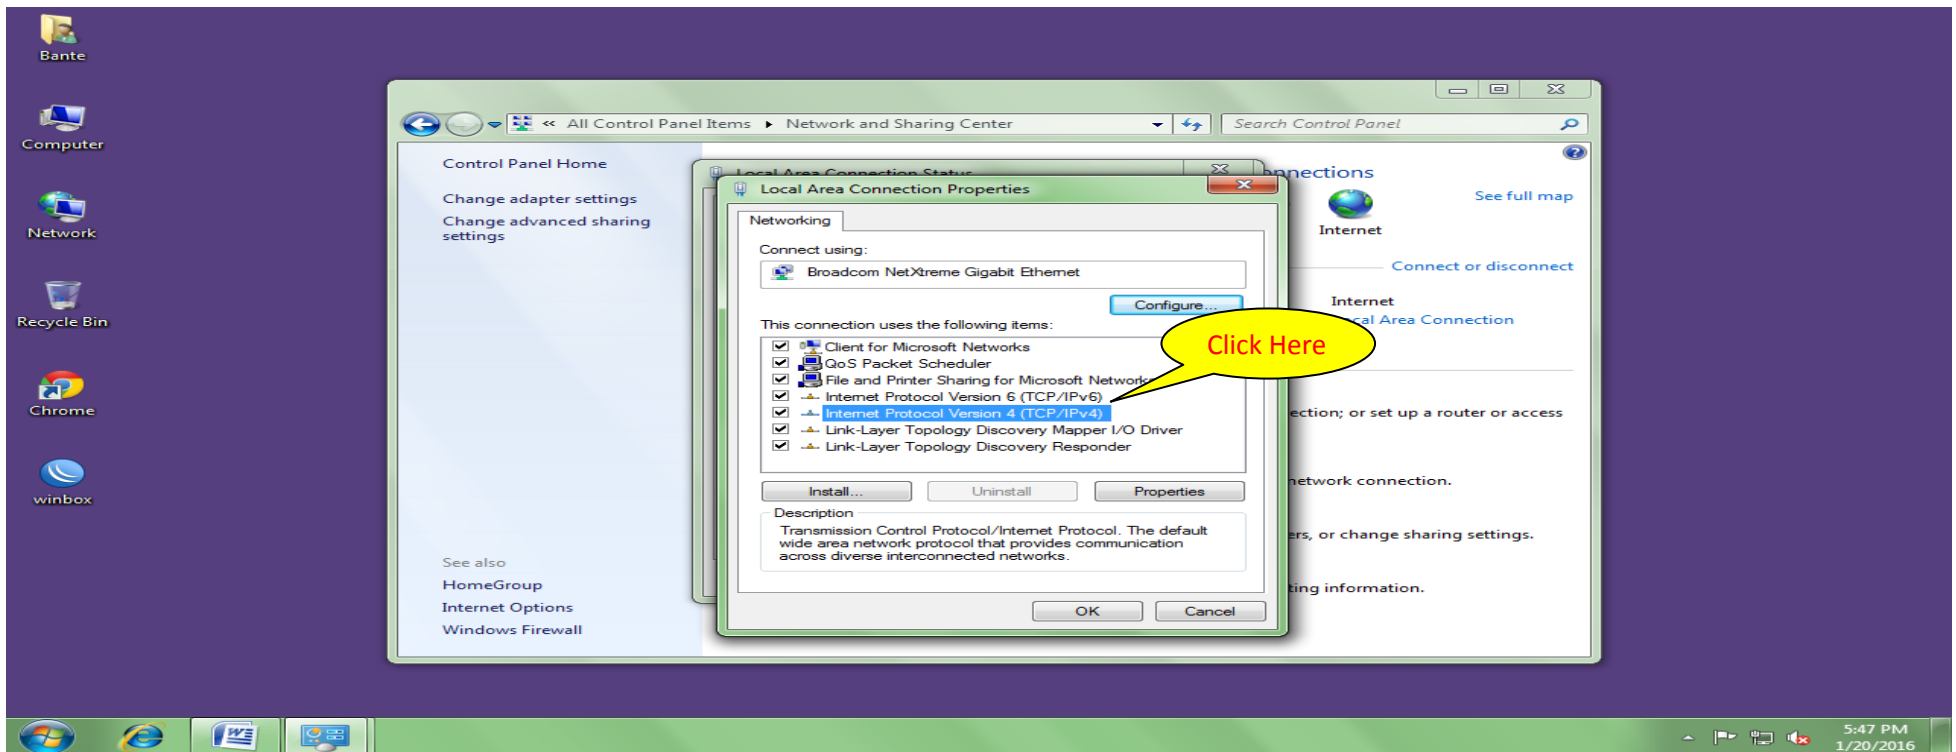 Bante
Computer
Network
Recycle Bin
Chrome
winbox
« All Control Panel Items ▸ Network and Sharing Center
Search Control Panel
Control Panel Home
Change adapter settings
Change advanced sharing
settings
See also
HomeGroup
Internet Options
Windows Firewall
Local Area Connection Status
Local Area Connection Properties
Networking
Connect using:
Broadcom NetXtreme Gigabit Ethernet
Configure...
This connection uses the following items:
Client for Microsoft Networks
QoS Packet Scheduler
File and Printer Sharing for Microsoft Networks
Internet Protocol Version 6 (TCP/IPv6)
Internet Protocol Version 4 (TCP/IPv4)
Link-Layer Topology Discovery Mapper I/O Driver
Link-Layer Topology Discovery Responder
Install...
Uninstall
Properties
Description
Transmission Control Protocol/Internet Protocol. The default
wide area network protocol that provides communication
across diverse interconnected networks.
OK
Cancel
Click Here
nnections
See full map
Internet
Connect or disconnect
Internet
cal Area Connection
ection; or set up a router or access
network connection.
ers, or change sharing settings.
ting information.
5:47 PM
1/20/2016